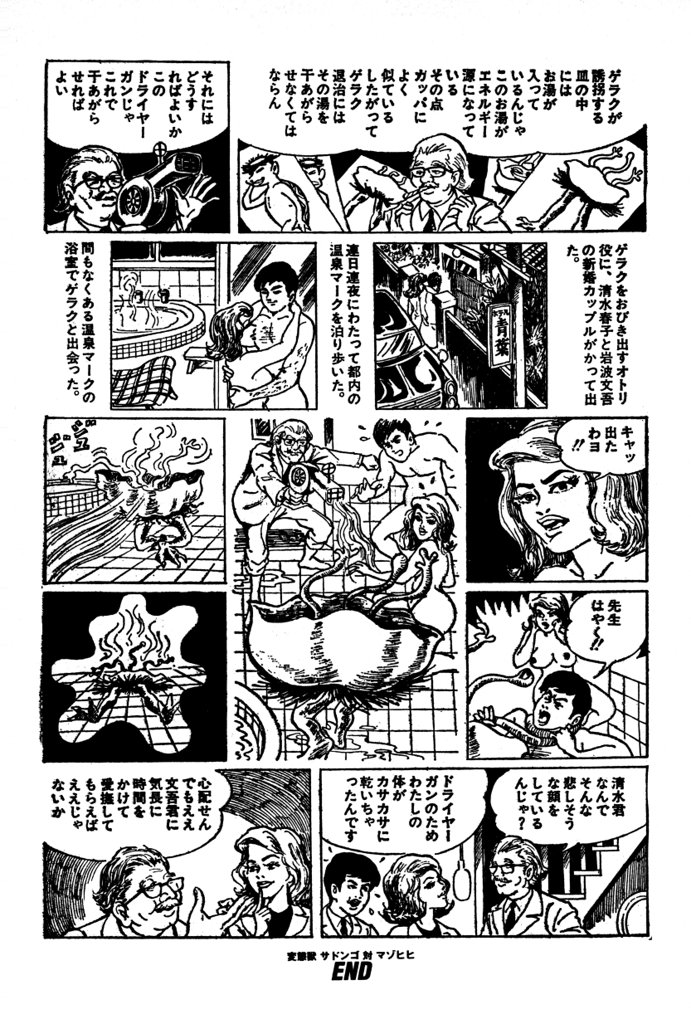 ゲラクが
誘拐する
皿の中
には
お湯が
入って
いるんじゃ
このお湯が
エネルギー
源になって
いる
その点
カッパに
よく
似ている
したがって
ゲラク
退治には
その湯を
干あがら
せなくては
ならん
それには
どうす
ればよいか
この
ドライヤー
ガンじゃ
これで
干あがら
せれば
よい
ゲラクをおびき出すオトリ
役に、清水春子と岩波文吾
の新婚カップルがかって出
た。
ホテル
青葉
連日連夜にわたって都内の
温泉マークを泊り歩いた。
間もなくある温泉マークの
浴室でゲラクと出会った。
キャッ
出た
わヨ
!!
先生
はや〜!!
ジュ
ジュ
清水君
なんで
そんな
悲しそう
な顔を
している
んじゃ?
ドライヤー
ガンのため
わたしの
体が
カサカサに
乾いちゃ
ったんです
心配せん
でもええ
文吾君に
気長に
時間を
かけて
愛撫して
もらえば
ええじゃ
ないか
変態獣 サドンゴ 対 マゾヒヒ
END